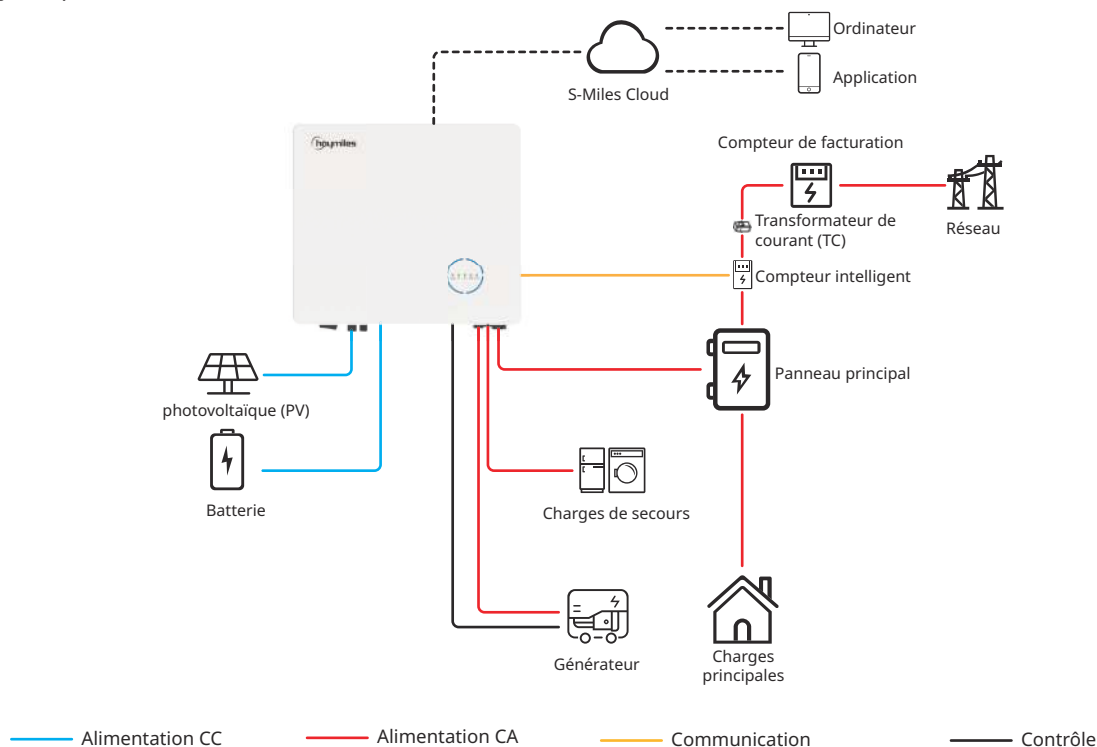 Ordinateur
Application
S-Miles Cloud
hoymiles
Compteur de facturation
Transformateur de
courant (TC)
Réseau
Compteur intelligent
Panneau principal
photovoltaïque (PV)
Batterie
Charges de secours
Générateur
Charges
principales
Alimentation CC
Alimentation CA
Communication
Contrôle